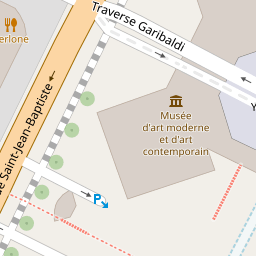 Traverse Garibaldi
erlone
Saint-Jean-Baptiste
Musée
d'art moderne
et d'art
contemporain
P